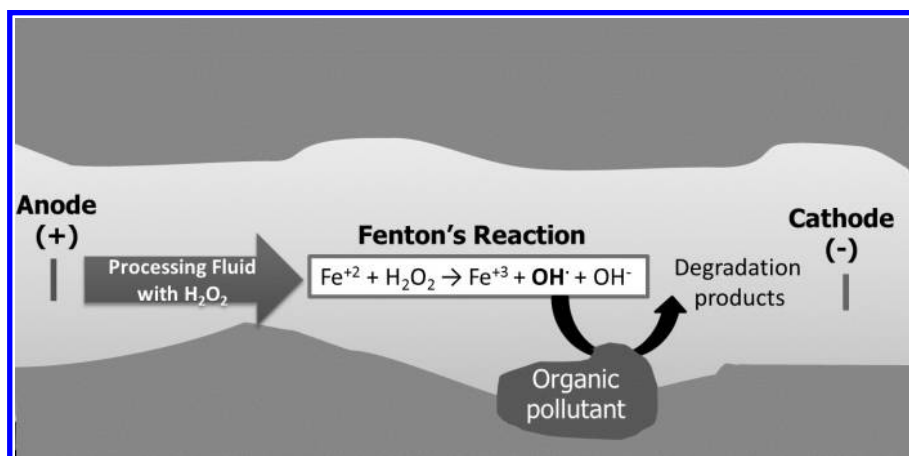 Anode
(+)
Processing Fluid
with H₂O₂
Fenton's Reaction
Fe⁺² + H₂O₂ → Fe⁺³ + OH· + OH⁻
Organic
pollutant
Degradation
products
Cathode
(-)